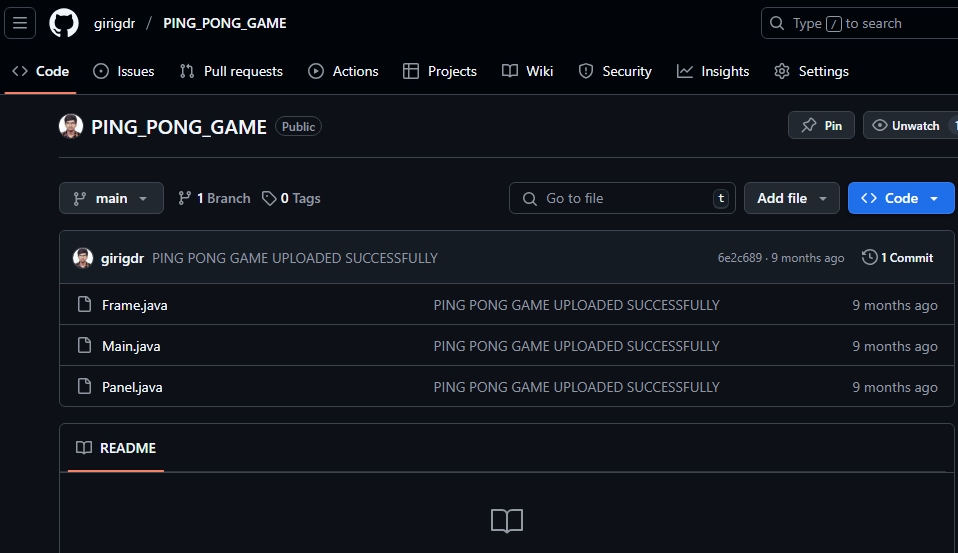 girigdr / PING_PONG_GAME Type / to search
Code Issues Pull requests Actions Projects Wiki Security Insights Settings
PING_PONG_GAME Public Pin Unwatch 1
main 1 Branch 0 Tags Go to file t Add file Code
girigdr PING PONG GAME UPLOADED SUCCESSFULLY 6e2c689 · 9 months ago 1 Commit
Frame.java PING PONG GAME UPLOADED SUCCESSFULLY 9 months ago
Main.java PING PONG GAME UPLOADED SUCCESSFULLY 9 months ago
Panel.java PING PONG GAME UPLOADED SUCCESSFULLY 9 months ago
README